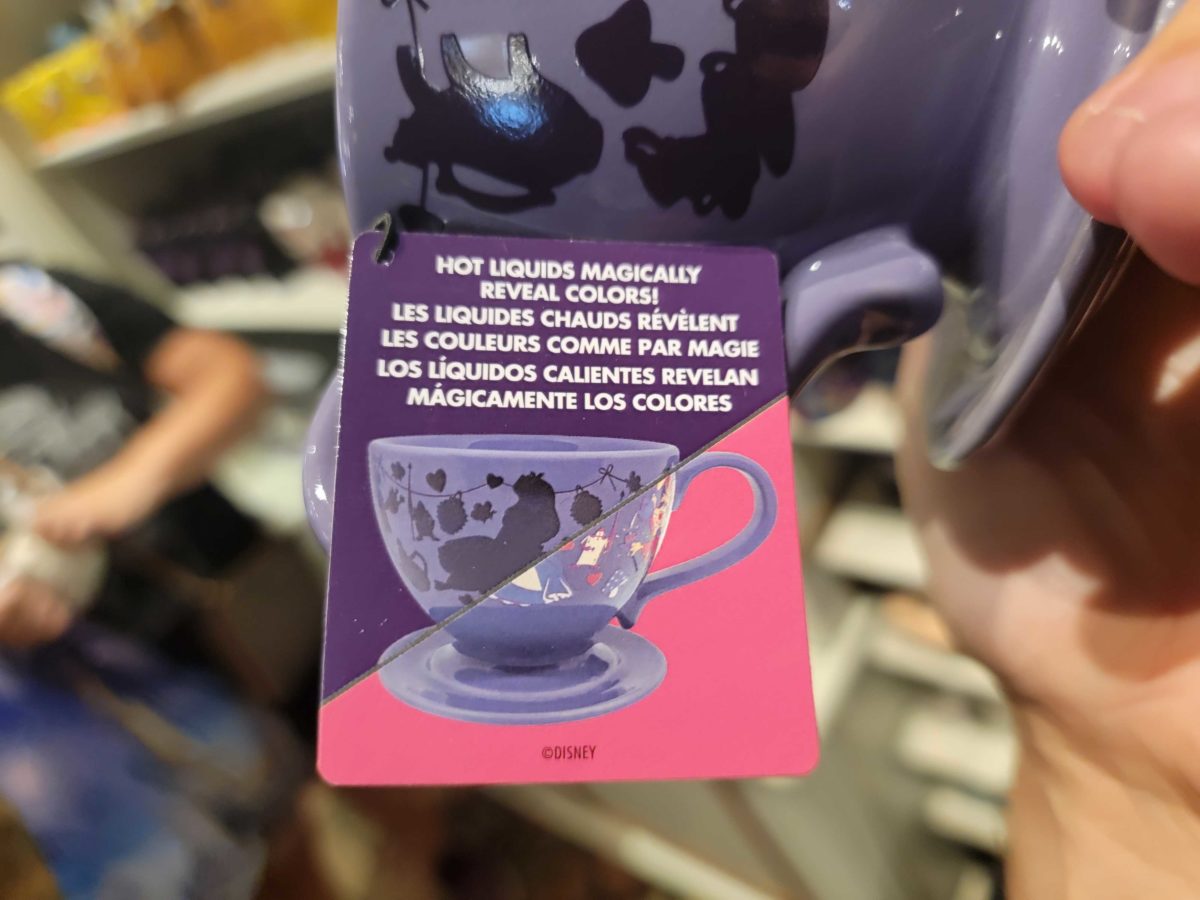 HOT LIQUIDS MAGICALLY
REVEAL COLORS!
LES LIQUIDES CHAUDS RÉVÈLENT
LES COULEURS COMME PAR MAGIE
LOS LÍQUIDOS CALIENTES REVELAN
MÁGICAMENTE LOS COLORES
©DISNEY